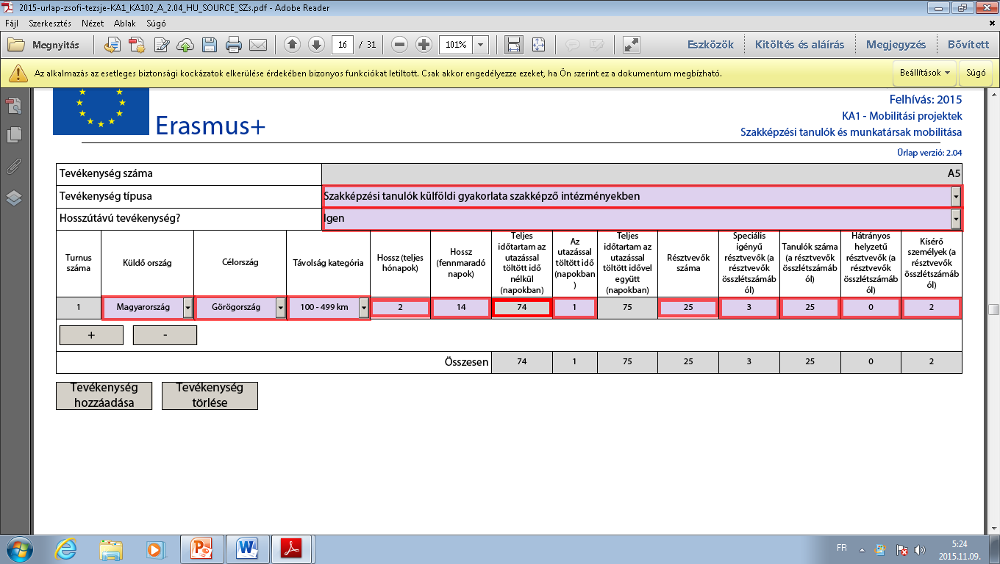 2015-urlap-zsofi-tezsje-KA1_KA102_A_2.04_HU_SOURCE_SZs.pdf - Adobe Reader
Fájl Szerkesztés Nézet Ablak Súgó
Megnyitás 16 / 31 101% Eszközök Kitöltés és aláírás Megjegyzés Bővített
Az alkalmazás az esetleges biztonsági kockázatok elkerülése érdekében bizonyos funkciókat letiltott. Csak akkor engedélyezze ezeket, ha Ön szerint ez a dokumentum megbízható. Beállítások Súgó
Felhívás: 2015
Erasmus+
KA1 - Mobilitási projektek
Szakképzési tanulók és munkatársak mobilitása
Űrlap verzió: 2.04
Tevékenység száma A5
Tevékenység típusa Szakképzési tanulók külföldi gyakorlata szakképző intézményekben
Hosszútávú tevékenység? Igen
Turnus
száma
Küldő ország
Célország
Távolság kategória
Hossz (teljes
hónapok)
Hossz
(fennmaradó
napok)
Teljes
időtartam az
utazással
töltött idő
nélkül
(napokban)
Az
utazással
töltött idő
(napokban
)
Teljes
időtartam az
utazással
töltött idővel
együtt
(napokban)
Résztvevők
száma
Speciális
igényű
résztvevők (a
résztvevők
összlétszámáb
ól)
Tanulók száma
(a résztvevők
összlétszámáb
ól)
Hátrányos
helyzetű
résztvevők (a
résztvevők
összlétszámáb
ól)
Kísérő
személyek (a
résztvevők
összlétszámáb
ól)
1 Magyarország Görögország 100 - 499 km 2 14 74 1 75 25 3 25 0 2
+ -
Összesen 74 1 75 25 3 25 0 2
Tevékenység
hozzáadása
Tevékenység
törlése
FR
5:24
2015.11.09.